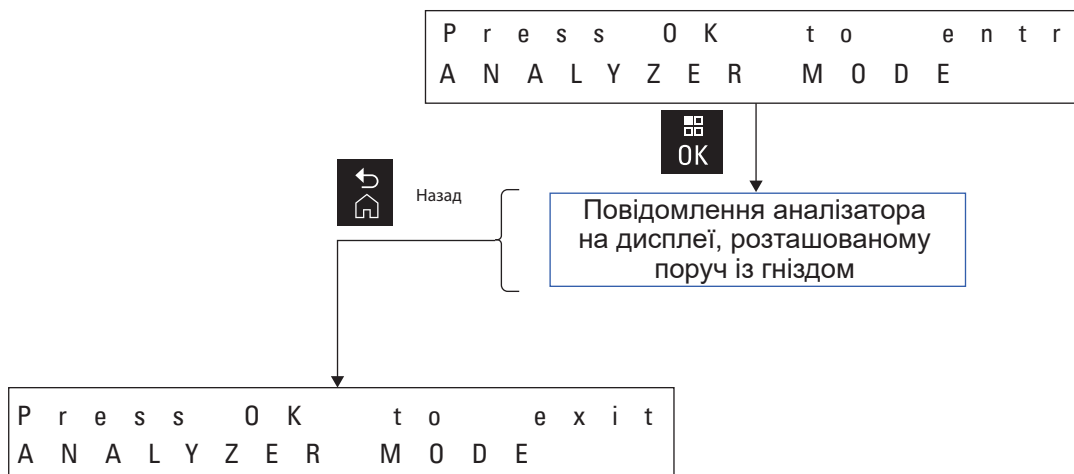 Press OK to entr
ANALYZER MODE
OK
Назад
Повідомлення аналізатора
на дисплеї, розташованому
поруч із гніздом
Press OK to exit
ANALYZER MODE